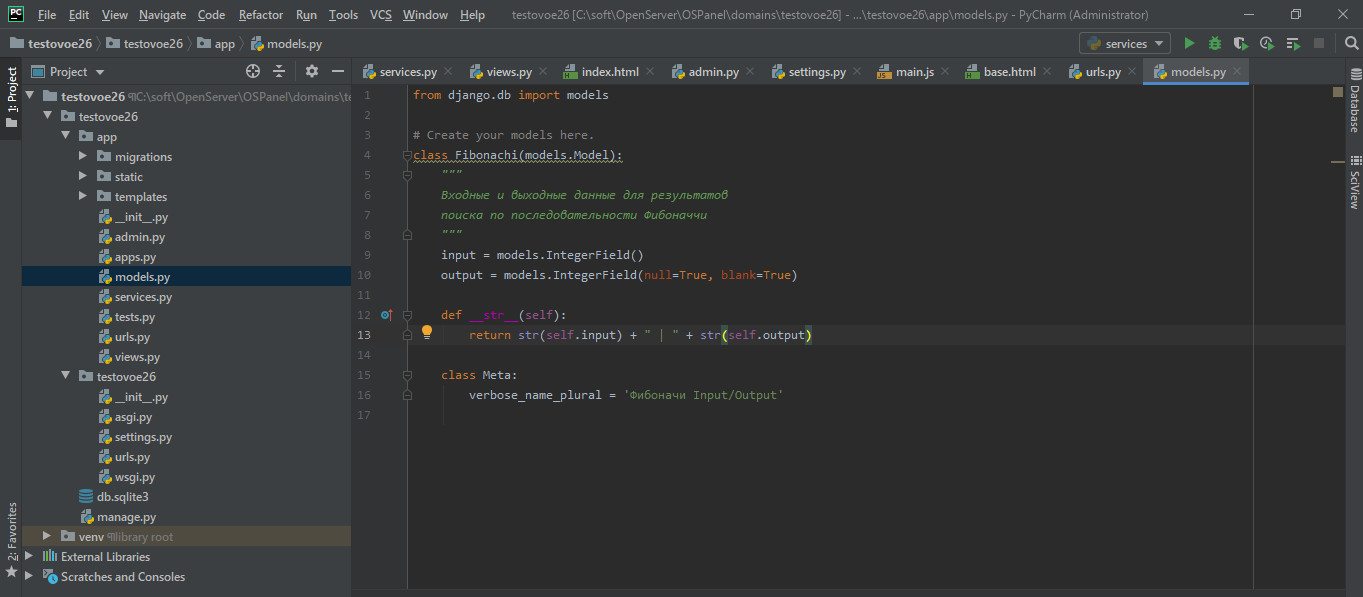 PC File Edit View Navigate Code Refactor Run Tools VCS Window Help testovoe26 [C:\soft\OpenServer\OSPanel\domains\testovoe26] - ...\testovoe26\app\models.py - PyCharm (Administrator)
testovoe26 testovoe26 app models.py services
Project
services.py views.py index.html admin.py settings.py main.js base.html urls.py models.py
1: Project
2: Favorites
testovoe26 C:\soft\OpenServer\OSPanel\domains\te
testovoe26
app
migrations
static
templates
__init__.py
admin.py
apps.py
models.py
services.py
tests.py
urls.py
views.py
testovoe26
__init__.py
asgi.py
settings.py
urls.py
wsgi.py
db.sqlite3
manage.py
venv library root
External Libraries
Scratches and Consoles
1 from django.db import models
2
3 # Create your models here.
4 class Fibonachi(models.Model):
5 """
6 Входные и выходные данные для результатов
7 поиска по последовательности Фибоначчи
8 """
9 input = models.IntegerField()
10 output = models.IntegerField(null=True, blank=True)
11
12 def __str__(self):
13 return str(self.input) + " | " + str(self.output)
14
15 class Meta:
16 verbose_name_plural = 'Фибоначи Input/Output'
17
Database
SciView